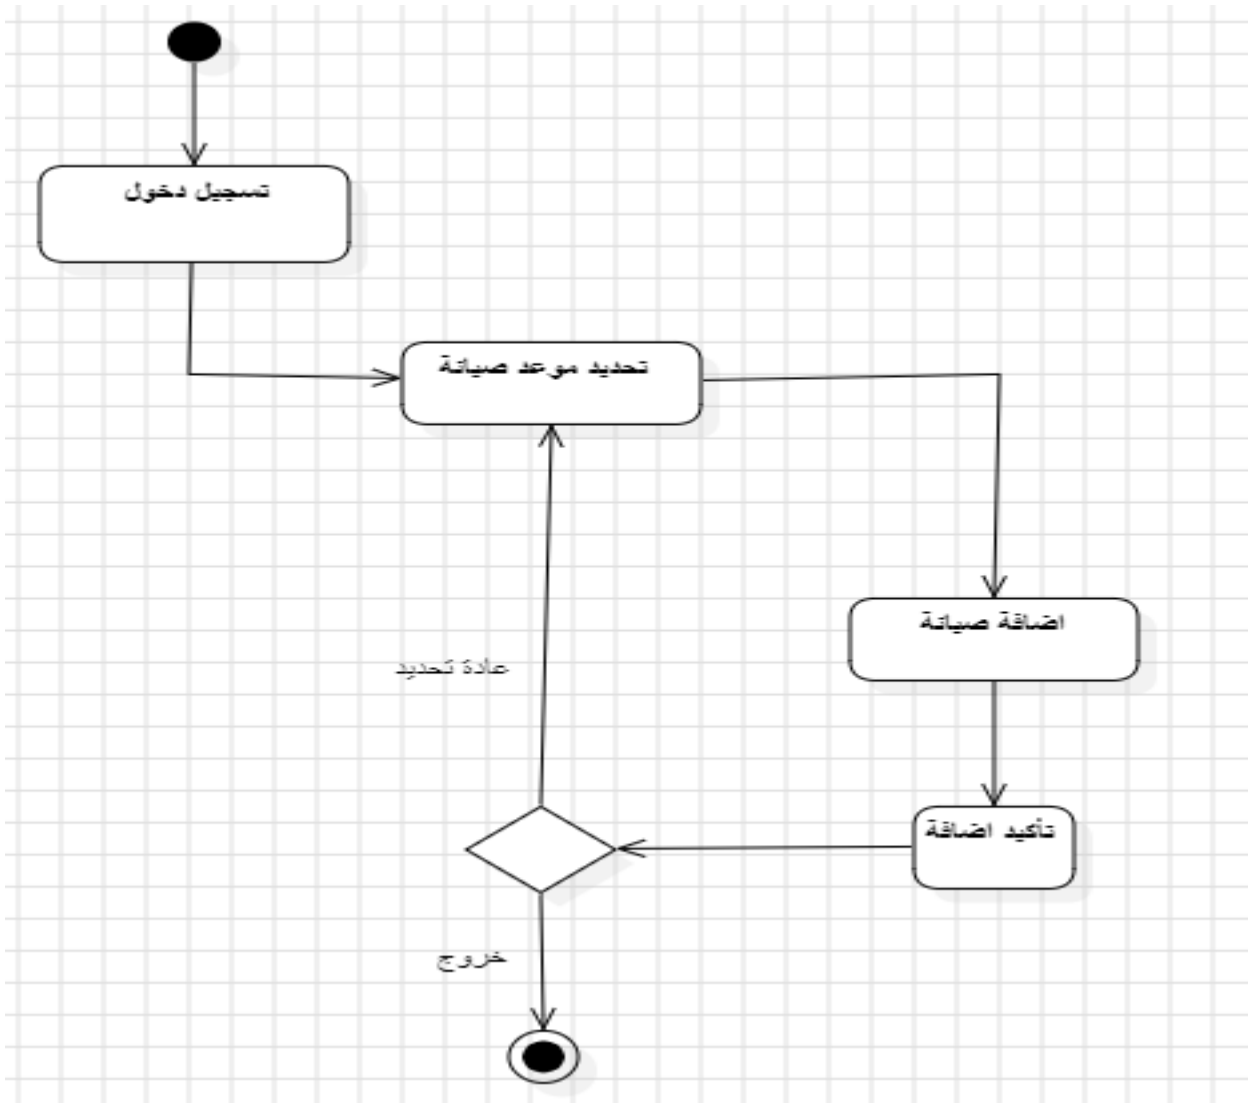 تسجيل دخول
تحديد موعد صيانة
اضافة صيانة
عادة تحديد
تأكيد اضافة
خروج